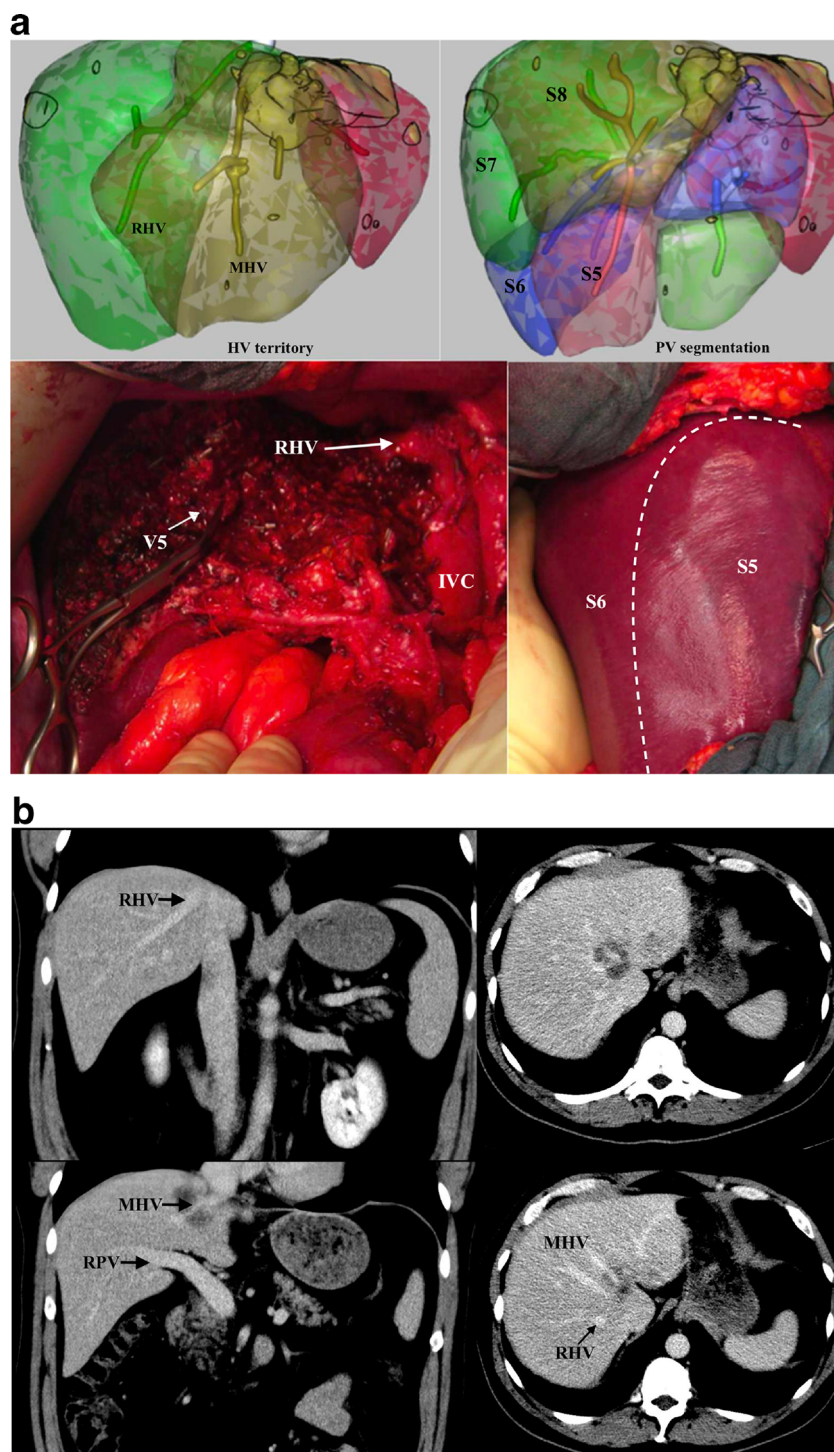 a
S8
S7
RHV
MHV
S6
S5
HV territory
PV segmentation
RHV
V5
IVC
S5
S6
b
RHV
MHV
RPV
MHV
RHV